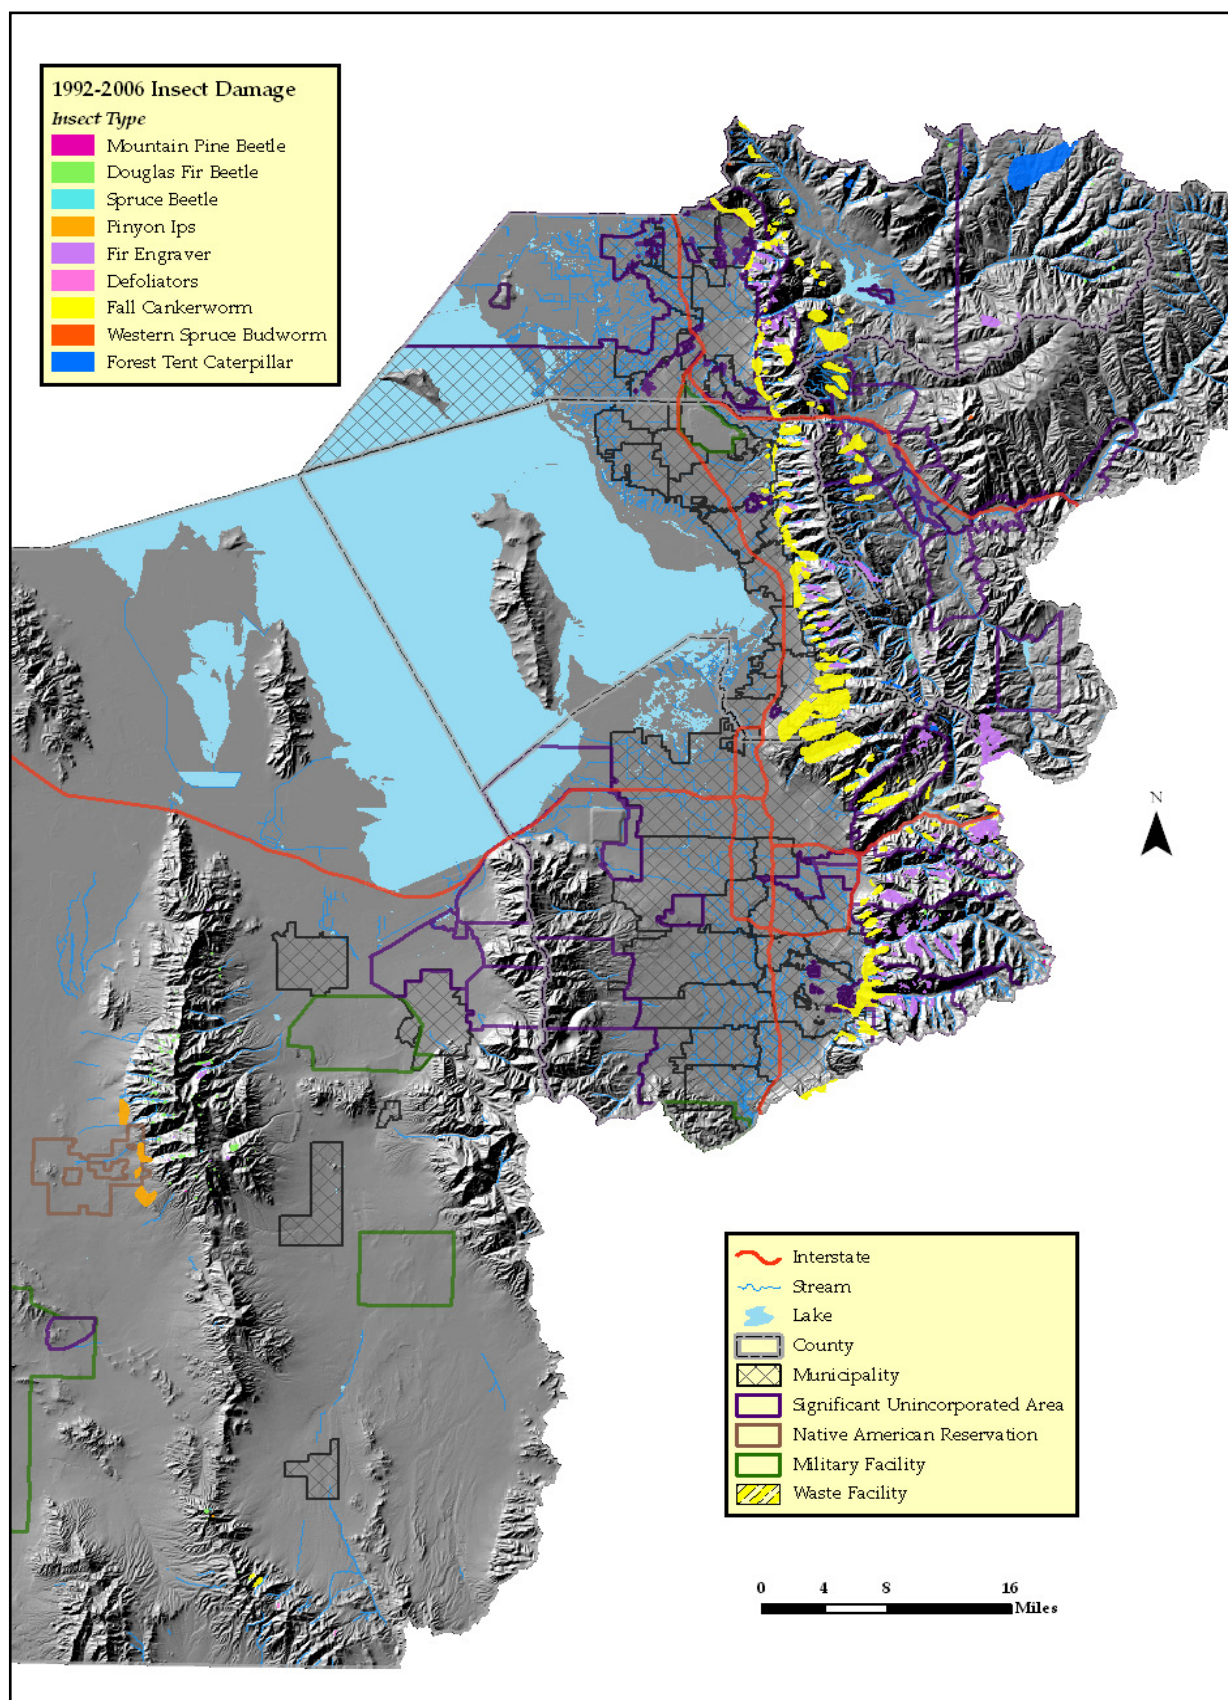 1992-2006 Insect Damage
Insect Type
Mountain Pine Beetle
Douglas Fir Beetle
Spruce Beetle
Pinyon Ips
Fir Engraver
Defoliators
Fall Cankerworm
Western Spruce Budworm
Forest Tent Caterpillar
N
Interstate
Stream
Lake
County
Municipality
Significant Unincorporated Area
Native American Reservation
Military Facility
Waste Facility
0 4 8 16
Miles